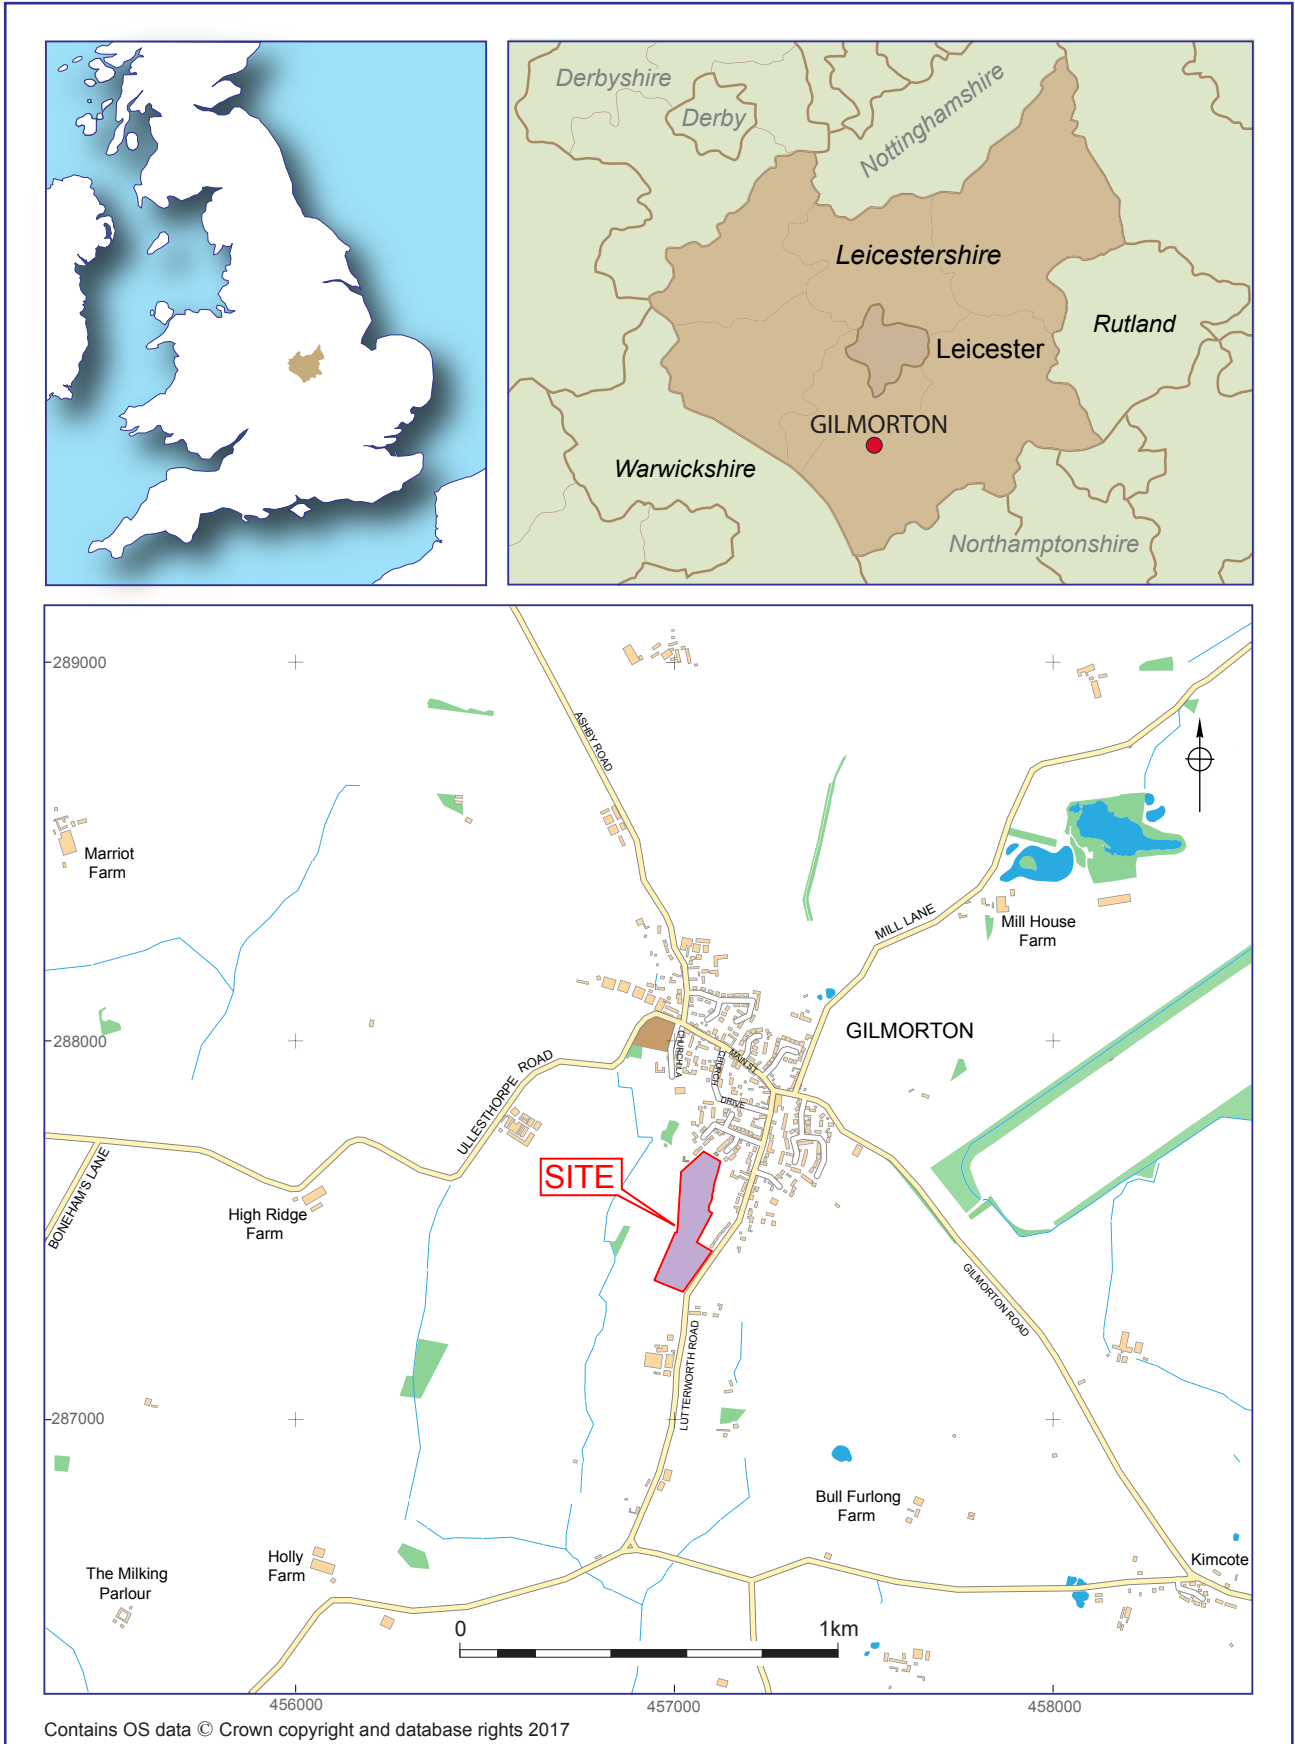 Derbyshire
Derby
Nottinghamshire
Leicestershire
Rutland
Leicester
GILMORTON
Warwickshire
Northamptonshire
289000
ASHBY ROAD
Marriot
Farm
MILL LANE
Mill House
Farm
288000
GILMORTON
CHURCH LA
MAIN ST
CHURCH
DRIVE
ULLESTHORPE ROAD
BONEHAM'S LANE
SITE
High Ridge
Farm
GILMORTON ROAD
LUTTERWORTH ROAD
287000
Bull Furlong
Farm
Holly
Farm
Kimcote
The Milking
Parlour
0
1km
456000
457000
458000
Contains OS data © Crown copyright and database rights 2017